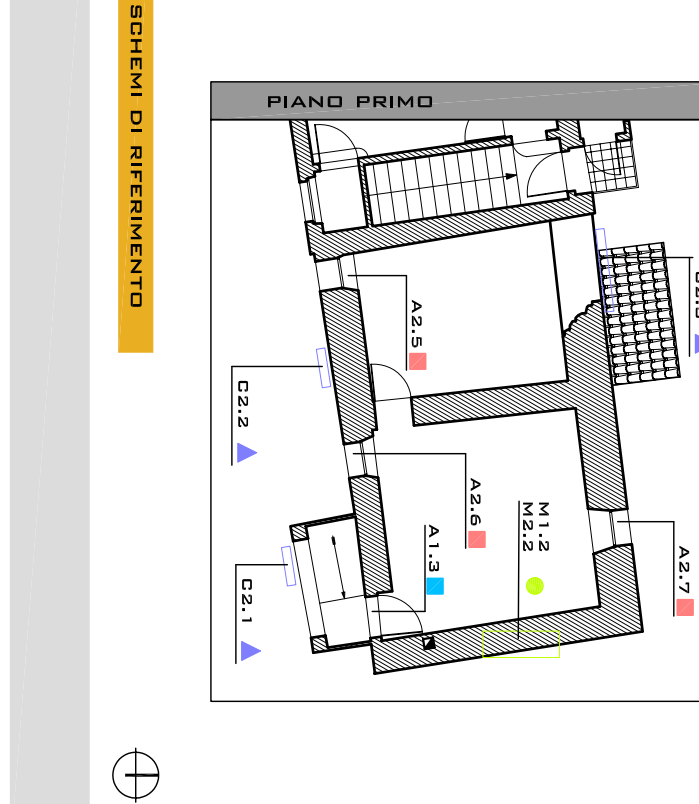 SCHEMI DI RIFERIMENTO
PIANO PRIMO
A2.5
C2.2
A2.6
M1.2
M2.2
A1.3
A2.7
C2.1